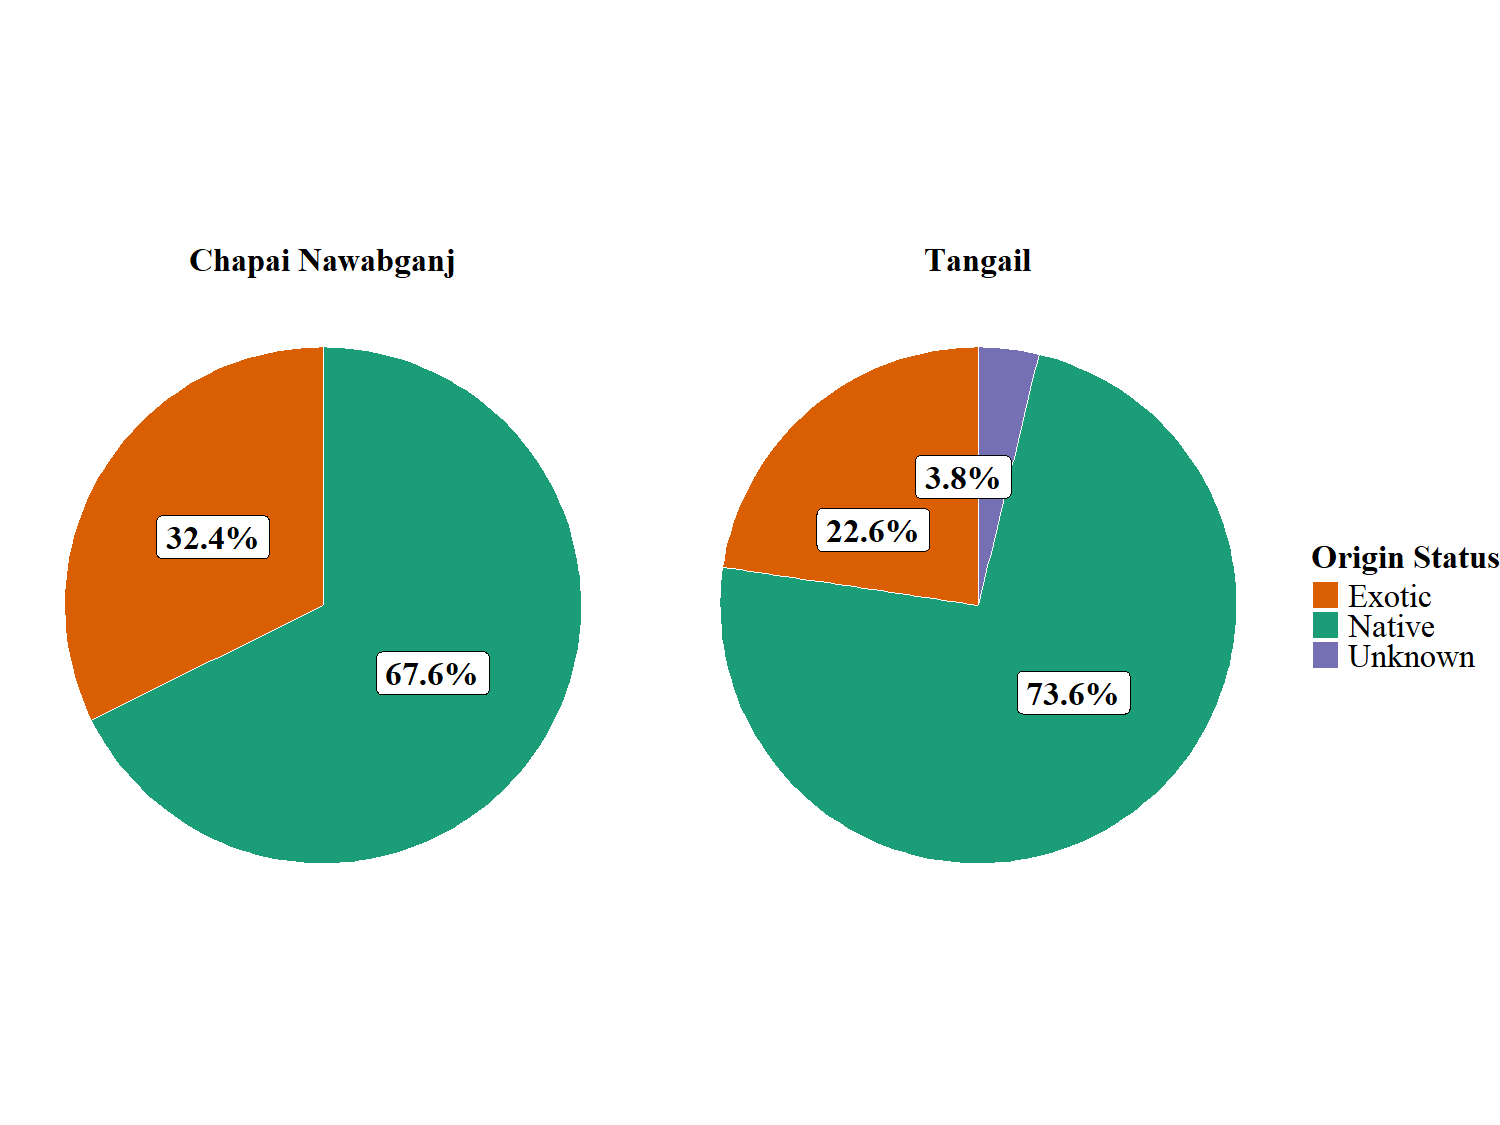 Chapai Nawabganj
Tangail
32.4%
67.6%
3.8%
22.6%
73.6%
Origin Status
Exotic
Native
Unknown